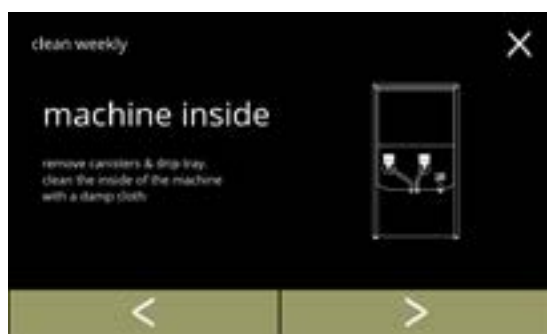 clean weekly
machine inside
remove canisters & drip tray.
clean the inside of the machine
with a damp cloth